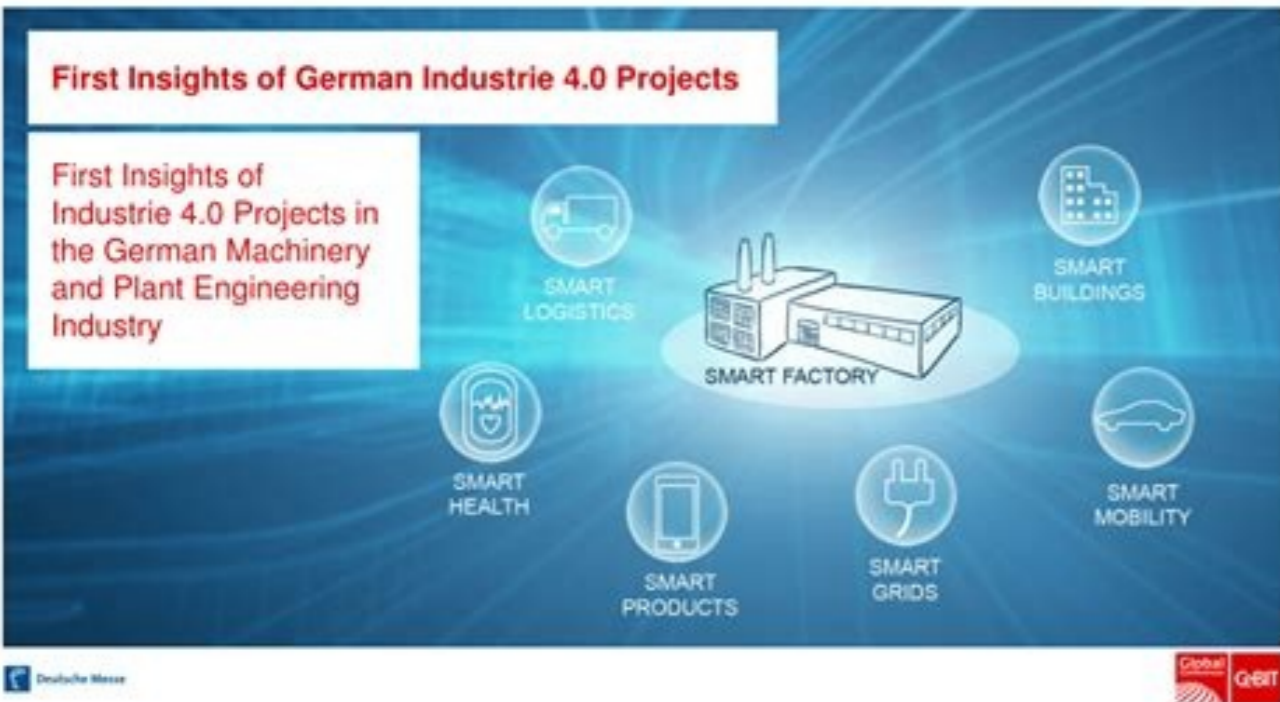 First Insights of German Industrie 4.0 Projects
First Insights of
Industrie 4.0 Projects in
the German Machinery
and Plant Engineering
Industry
SMART
LOGISTICS
SMART
BUILDINGS
SMART FACTORY
SMART
HEALTH
SMART
MOBILITY
SMART
PRODUCTS
SMART
GRIDS
Deutsche Messe
Global
CeBIT